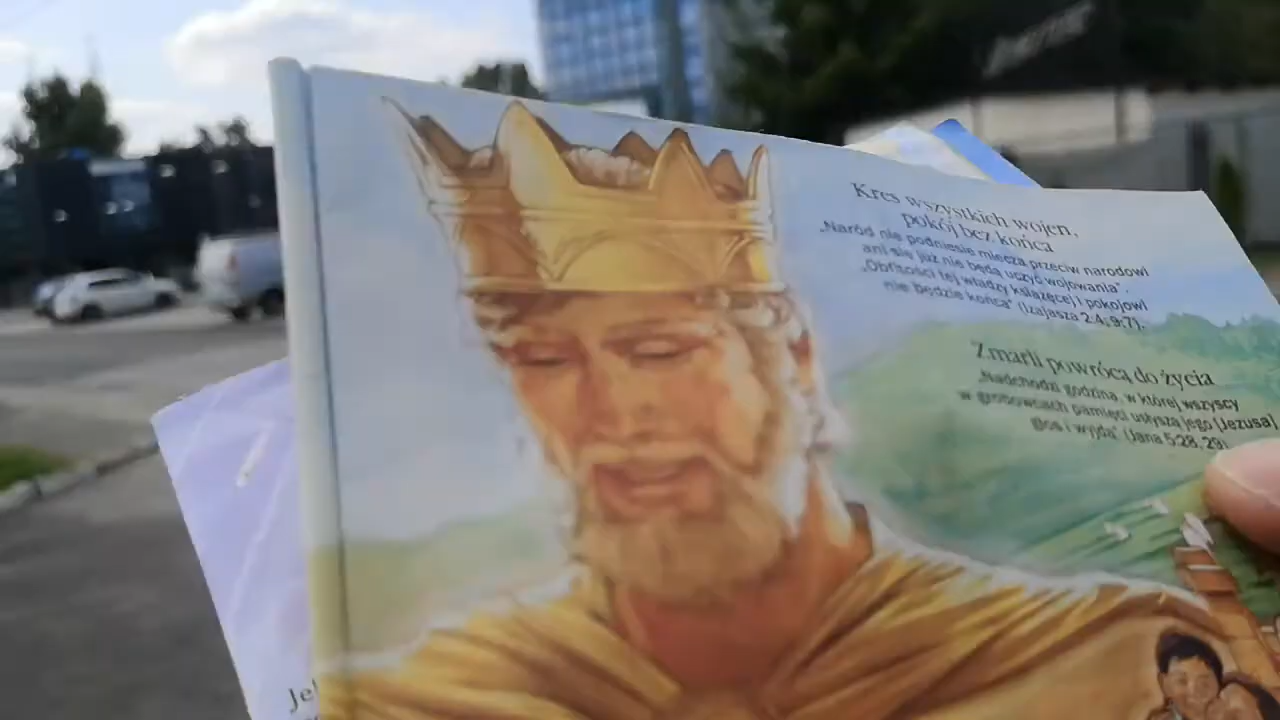 Kres wszystkich wojen,
pokój bez końca
„Naród nie podniesie miecza przeciw narodowi
ani się już nie będą uczyć wojowania”.
„Obfitości tej władzy książęcej i pokojowi
nie będzie końca” (Izajasza 2:4; 9:7).
Zmarli powrócą do życia
„Nadchodzi godzina, w której wszyscy
w grobowcach pamięci usłyszą jego [Jezusa]
głos i wyjdą” (Jana 5:28, 29)
Jeh